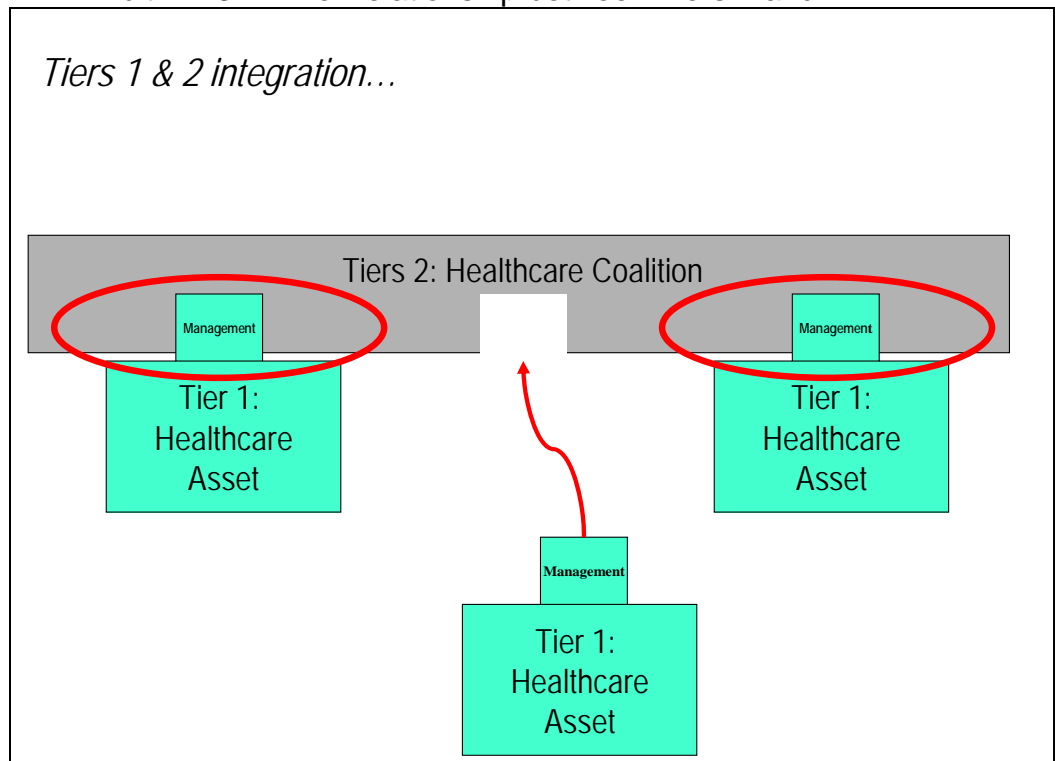 Tiers 1 & 2 integration…
Tiers 2: Healthcare Coalition
Management
Management
Tier 1:
Healthcare
Asset
Tier 1:
Healthcare
Asset
Management
Tier 1:
Healthcare
Asset